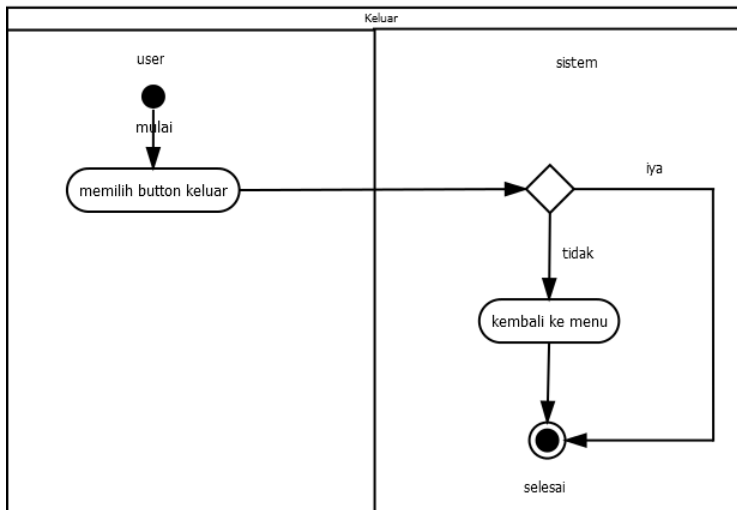 Keluar
user
sistem
mulai
memilih button keluar
iya
tidak
kembali ke menu
selesai